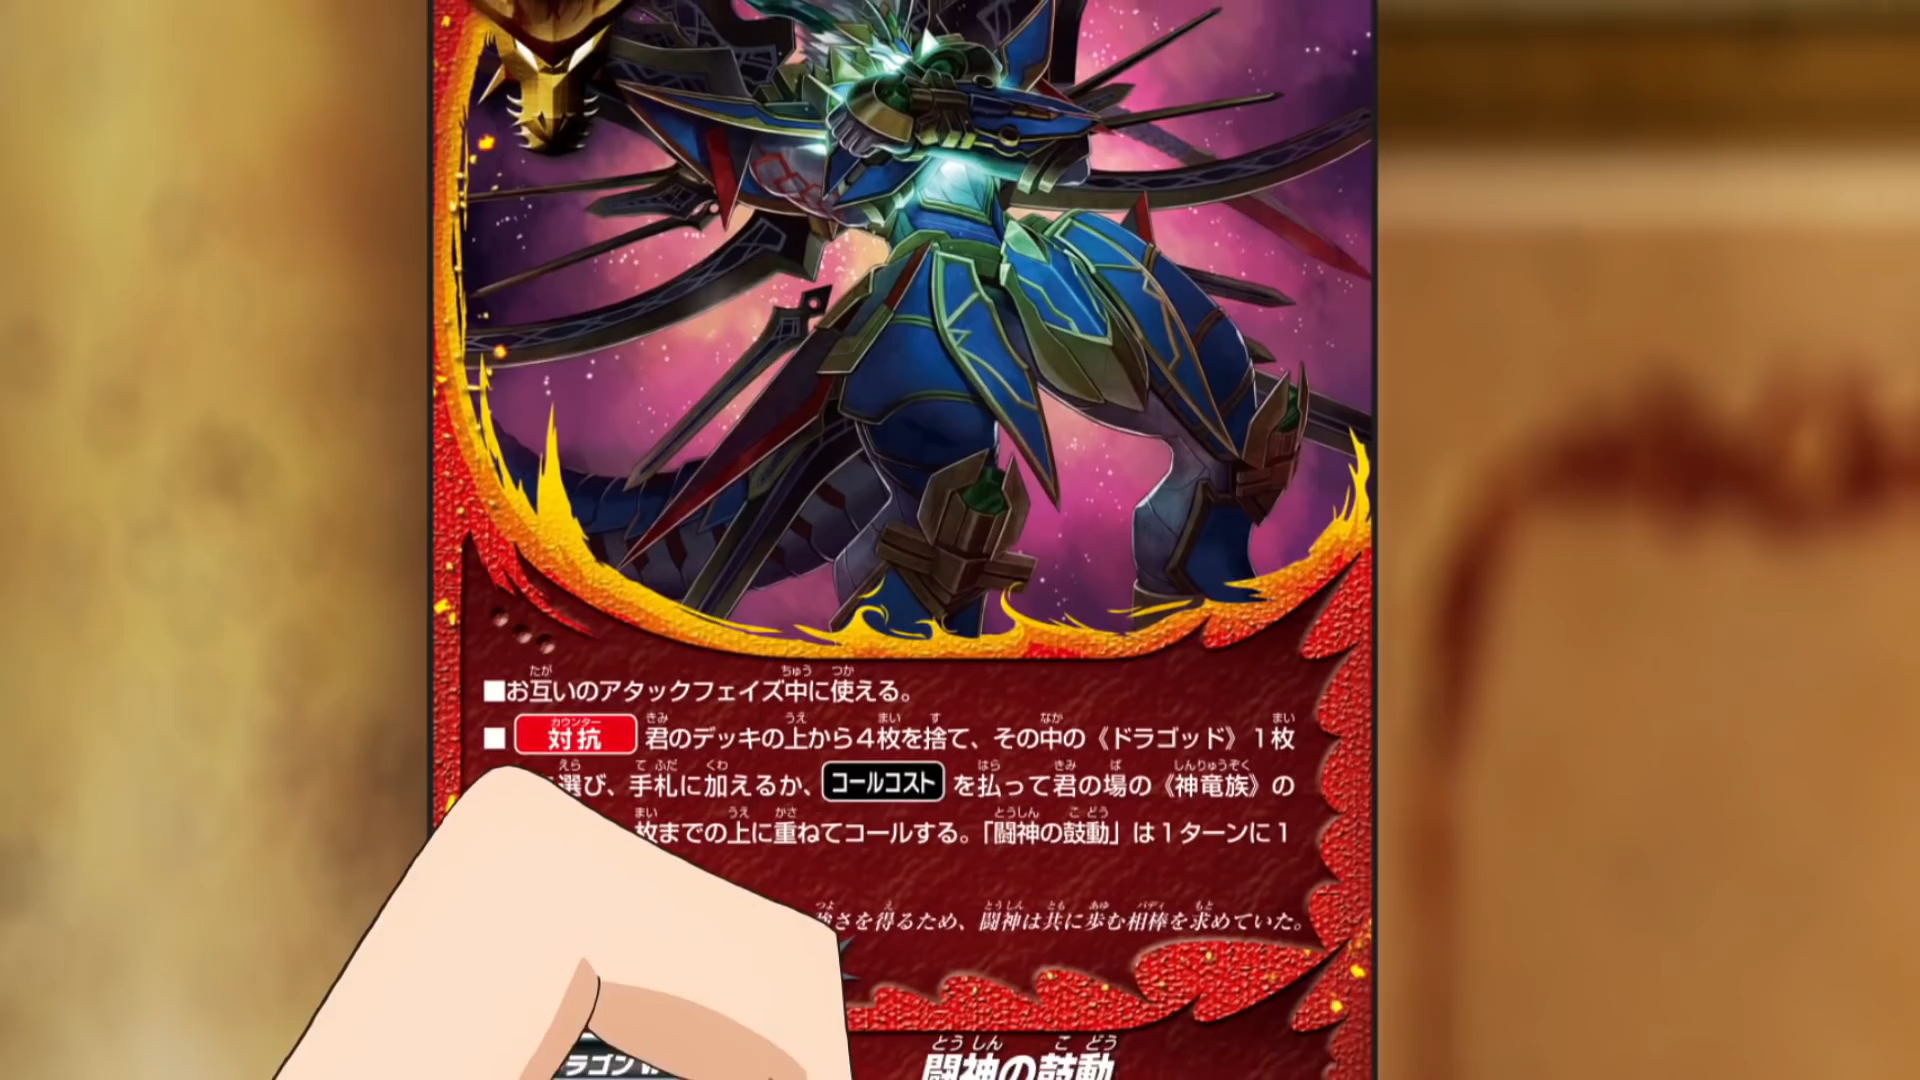 ■お互いのアタックフェイズ中に使える。
■対抗 君のデッキの上から4枚を捨て、その中の《ドラゴッド》1枚
選び、手札に加えるか、コールコスト を払って君の場の《神竜族》の
枚までの上に重ねてコールする。「闘神の鼓動」は1ターンに1
さを得るため、闘神は共に歩む相棒を求めていた。
ラゴンW
闘神の鼓動